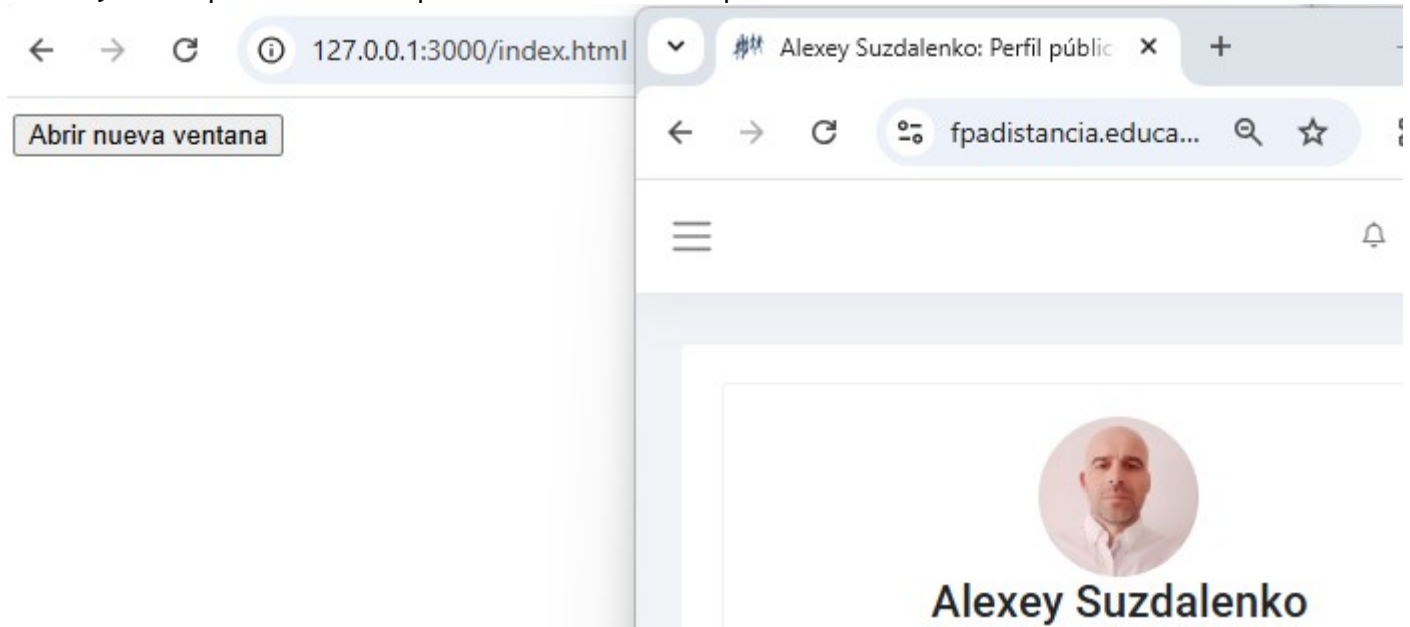 127.0.0.1:3000/index.html
Abrir nueva ventana
Alexey Suzdalenko: Perfil públic
fpadistancia.educa...
Alexey Suzdalenko